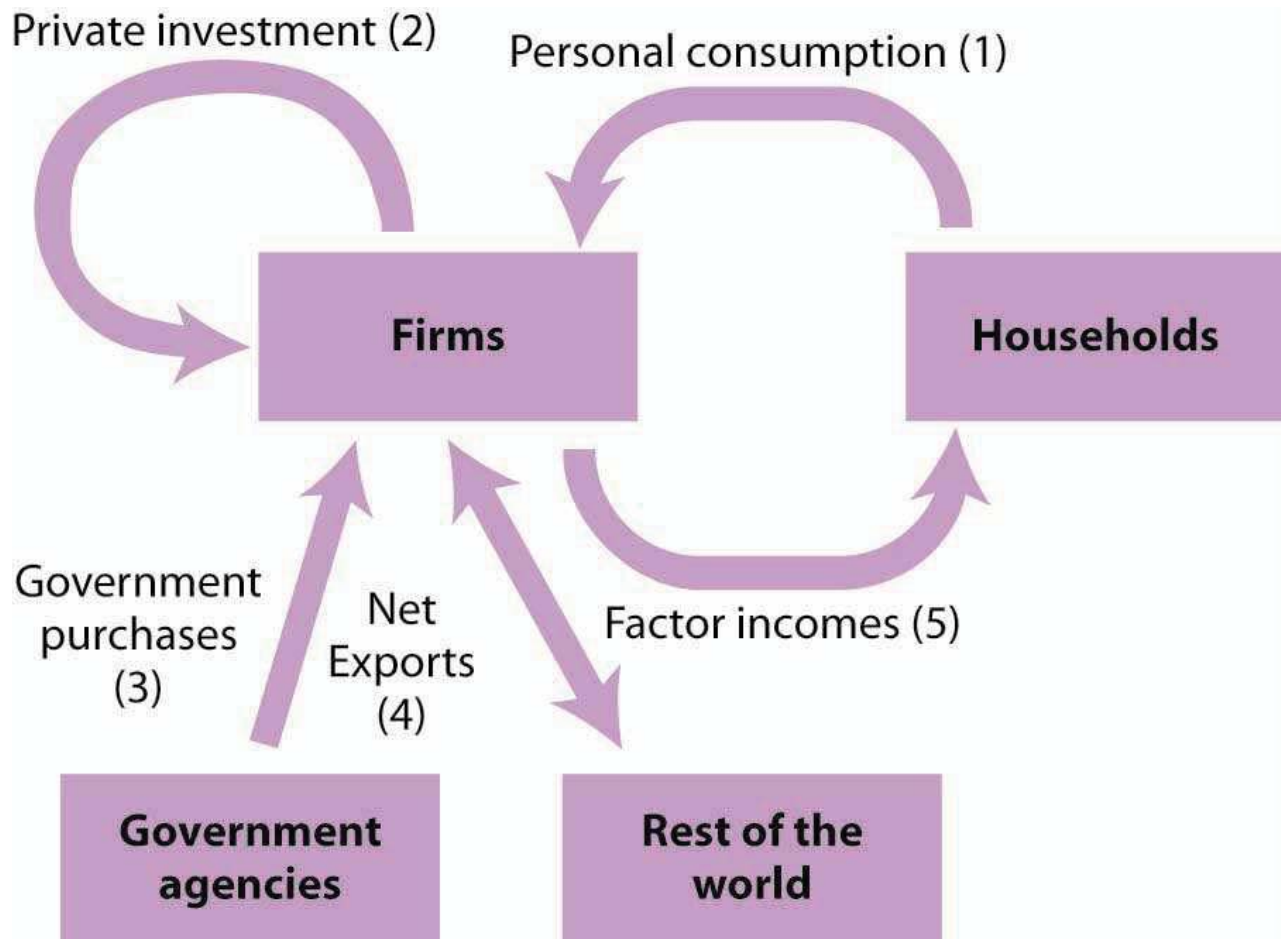 Private investment (2)
Personal consumption (1)
Firms
Households
Government
purchases
(3)
Net
Exports
(4)
Factor incomes (5)
Government
agencies
Rest of the
world